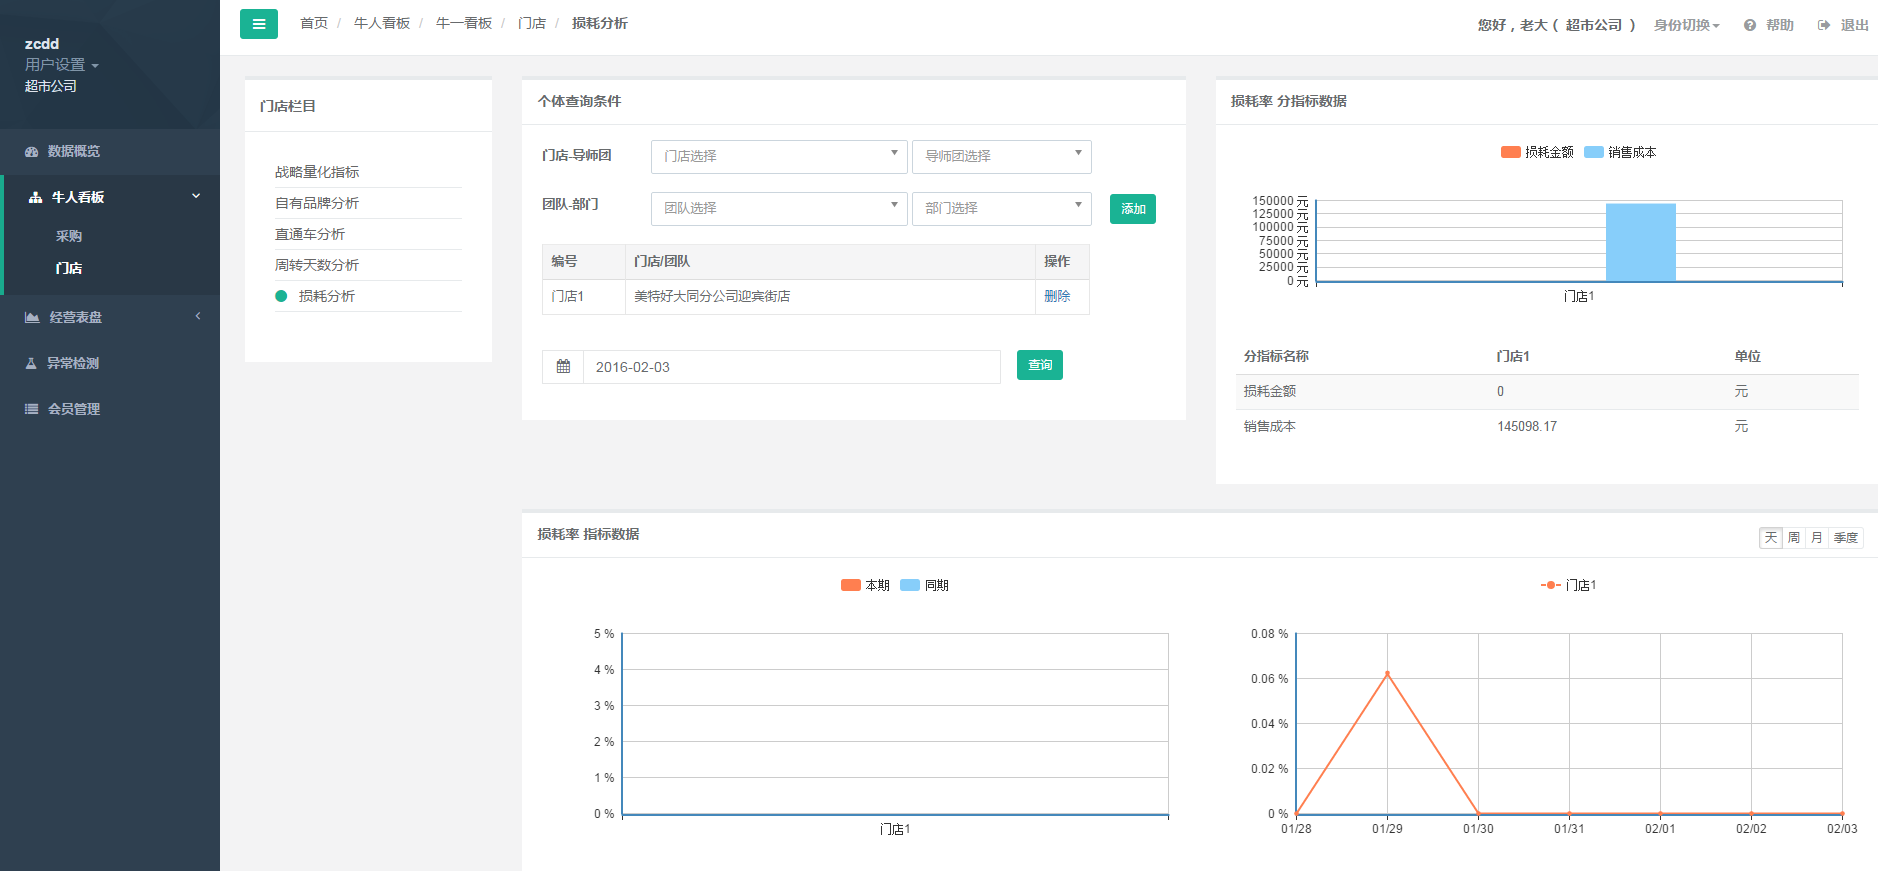 zcdd
用户设置
超市公司
数据概览
牛人看板
采购
门店
经营表盘
异常检测
会员管理
首页 / 牛人看板 / 牛一看板 / 门店 / 损耗分析
您好，老大（ 超市公司 ） 身份切换 帮助 退出
门店栏目
战略量化指标
自有品牌分析
直通车分析
周转天数分析
损耗分析
个体查询条件
门店-导师团 门店选择 导师团选择
团队-部门 团队选择 部门选择 添加
编号 门店/团队 操作
门店1 美特好大同分公司迎宾街店 删除
2016-02-03 查询
损耗率 分指标数据
损耗金额 销售成本
150000 元
125000 元
100000 元
75000 元
50000 元
25000 元
0 元
门店1
分指标名称 门店1 单位
损耗金额 0 元
销售成本 145098.17 元
损耗率 指标数据
天 周 月 季度
本期 同期
5 %
4 %
3 %
2 %
1 %
0 %
门店1
门店1
0.08 %
0.06 %
0.04 %
0.02 %
0 %
01/28 01/29 01/30 01/31 02/01 02/02 02/03